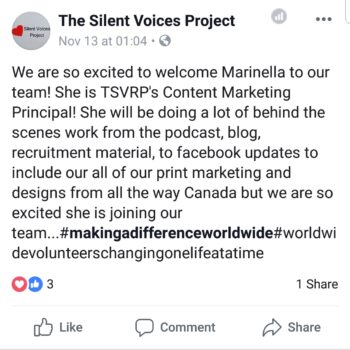 Silent Voices
Project
The Silent Voices Project
Nov 13 at 01:04 •
We are so excited to welcome Marinella to our
team! She is TSVRP's Content Marketing
Principal! She will be doing a lot of behind the
scenes work from the podcast, blog,
recruitment material, to facebook updates to
include our all of our print marketing and
designs from all the way Canada but we are so
excited she is joining our
team...#makingadifferenceworldwide#worldwi
devolunteerschangingonelifeatatime
3
1 Share
Like
Comment
Share